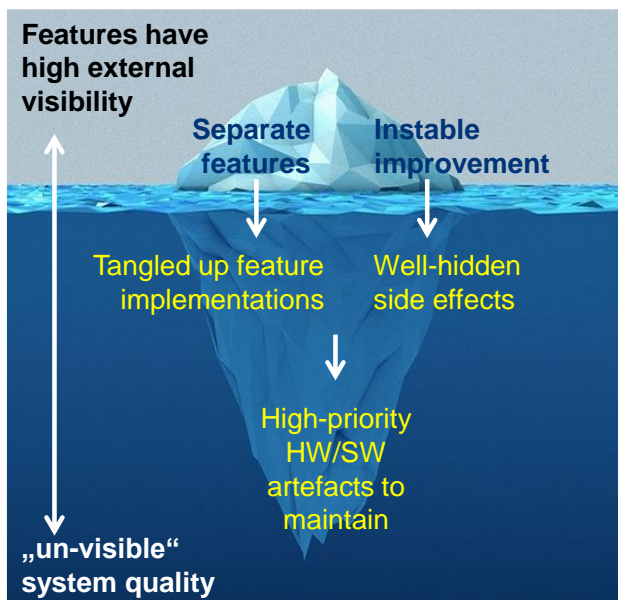 Features have
high external
visibility
Separate
features
Instable
improvement
Tangled up feature
implementations
Well-hidden
side effects
High-priority
HW/SW
artefacts to
maintain
„un-visible“
system quality